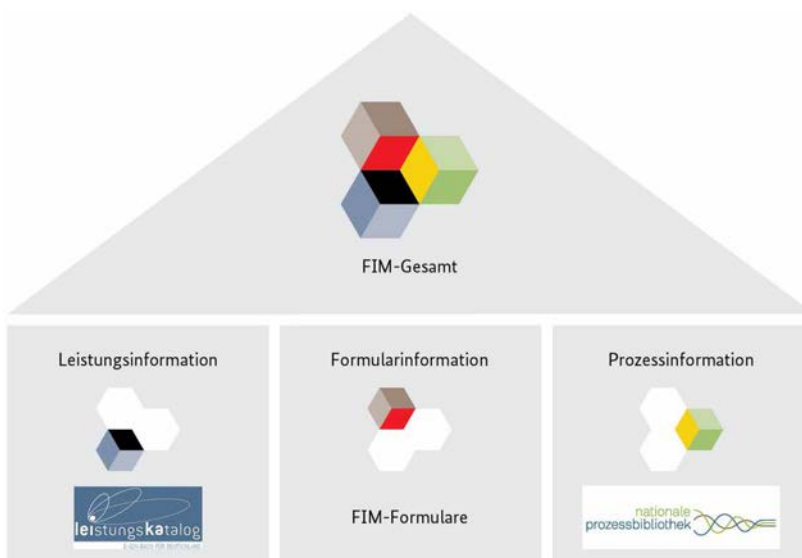 FIM-Gesamt
Leistungsinformation
Formularinformation
Prozessinformation
leistungskatalog
FIM-Formulare
nationale
prozessbibliothek